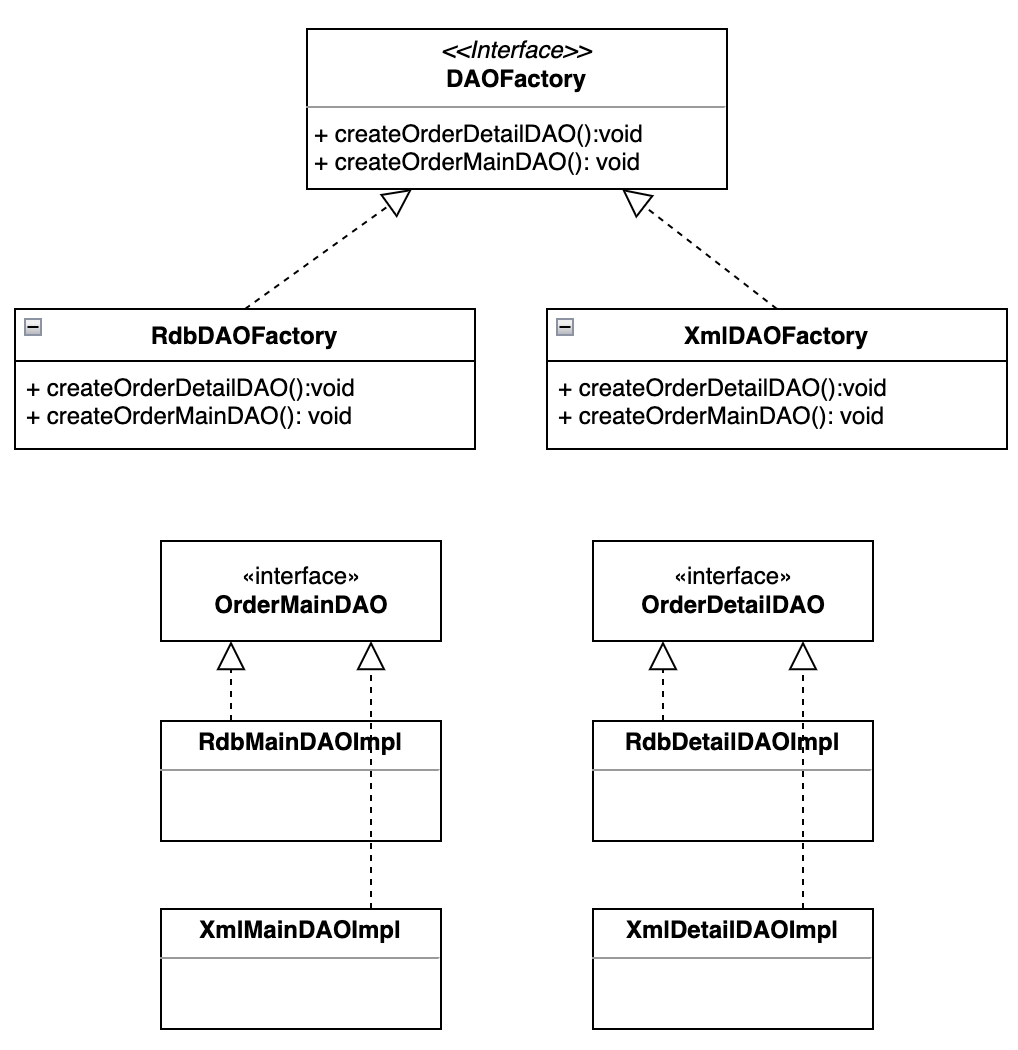 <<Interface>>
DAOFactory
+ createOrderDetailDAO():void
+ createOrderMainDAO(): void
RdbDAOFactory
+ createOrderDetailDAO():void
+ createOrderMainDAO(): void
XmlDAOFactory
+ createOrderDetailDAO():void
+ createOrderMainDAO(): void
«interface»
OrderMainDAO
«interface»
OrderDetailDAO
RdbMainDAOImpl
RdbDetailDAOImpl
XmlMainDAOImpl
XmlDetailDAOImpl